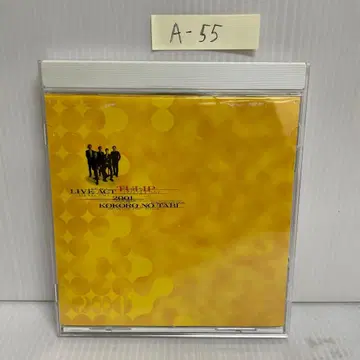 A-55
LIVE ACT TULIP
2001
KOKORO NO TABI